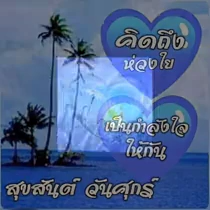 คิดถึง
ห่วงใย
เป็นกำลังใจ
ให้กัน
สุขสันต์ วันศุกร์